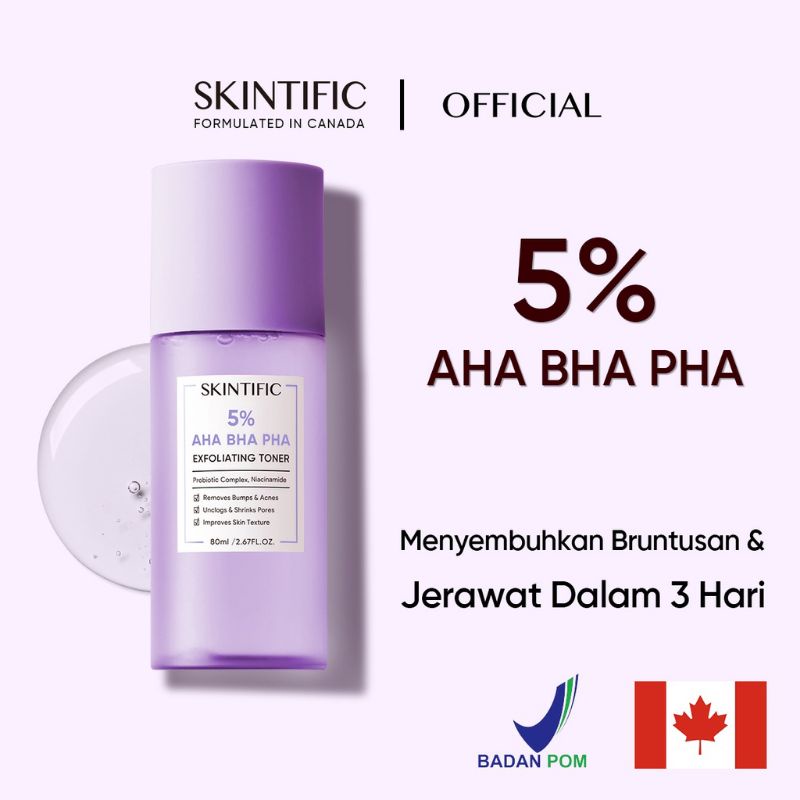 SKINTIFIC
FORMULATED IN CANADA
OFFICIAL
5%
AHA BHA PHA
SKINTIFIC
5%
AHA BHA PHA
EXFOLIATING TONER
Probiotic Complex, Niacinamide
Removes Bumps & Acnes
Unclogs & Shrinks Pores
Improves Skin Texture
80ml /2.67FL.OZ.
Menyembuhkan Bruntusan &
Jerawat Dalam 3 Hari
BADAN POM